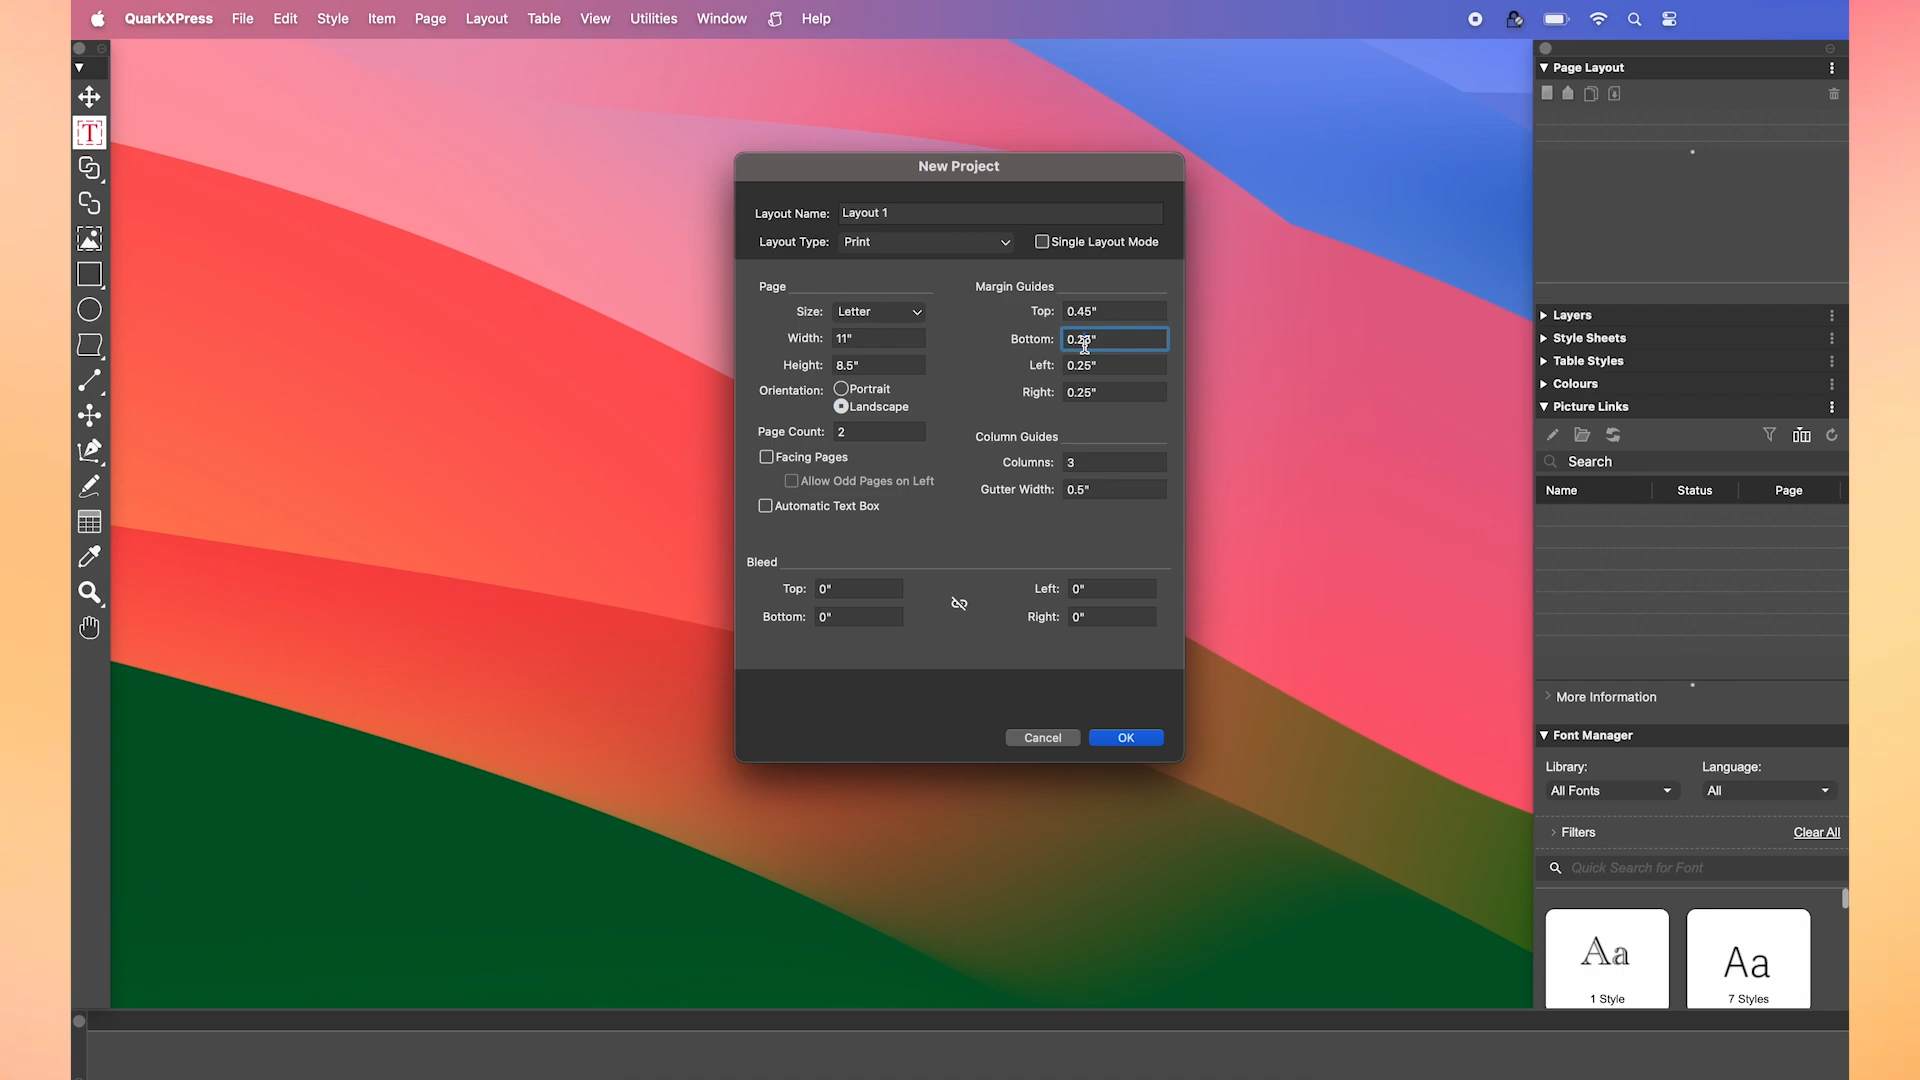 QuarkXPress File Edit Style Item Page Layout Table View Utilities Window Help
Page Layout
T
New Project
Layout Name: Layout 1
Layout Type: Print Single Layout Mode
Page
Size: Letter
Width: 11"
Height: 8.5"
Orientation: Portrait
Landscape
Page Count: 2
Facing Pages
Allow Odd Pages on Left
Automatic Text Box
Margin Guides
Top: 0.45"
Bottom:
Left: 0.25"
Right: 0.25"
Column Guides
Columns: 3
Gutter Width: 0.5"
Bleed
Top: 0"
Bottom: 0"
Left: 0"
Right: 0"
Cancel OK
Layers
Style Sheets
Table Styles
Colours
Picture Links
Search
Name Status Page
More Information
Font Manager
Library: Language:
All Fonts All
Filters Clear All
Quick Search for Font
Aa Aa
1 Style 7 Styles